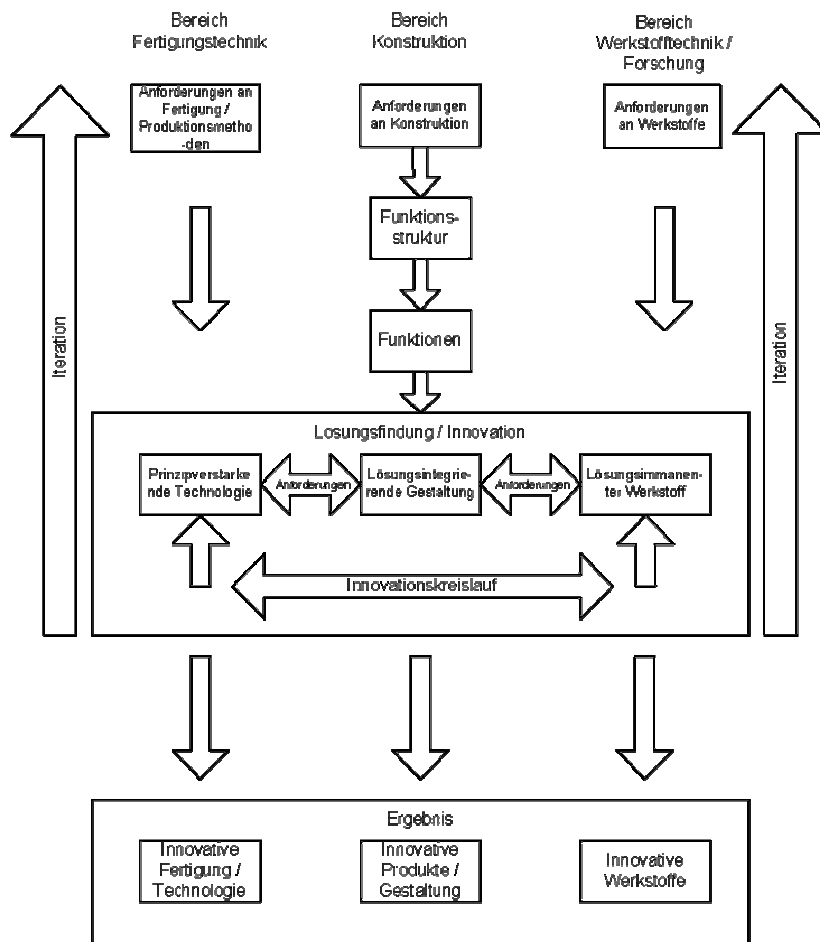 Bereich
Fertigungstechnik
Bereich
Konstruktion
Bereich
Werkstofftechnik /
Forschung
Anforderungen an
Fertigung /
Produktionsmetho
-den
Anforderungen
an Konstruktion
Anforderungen
an Werkstoffe
Funktions-
struktur
Funktionen
Iteration
Iteration
Losungsfindung / Innovation
Prinzipverstarke
nde Technologie
Anforderungen
Lösungsintegrie-
rende Gestaltung
Anforderungen
Lösungsimmanen-
ter Werkstoff
Innovationskreislauf
Ergebnis
Innovative
Fertigung /
Technologie
Innovative
Produkte /
Gestaltung
Innovative
Werkstoffe